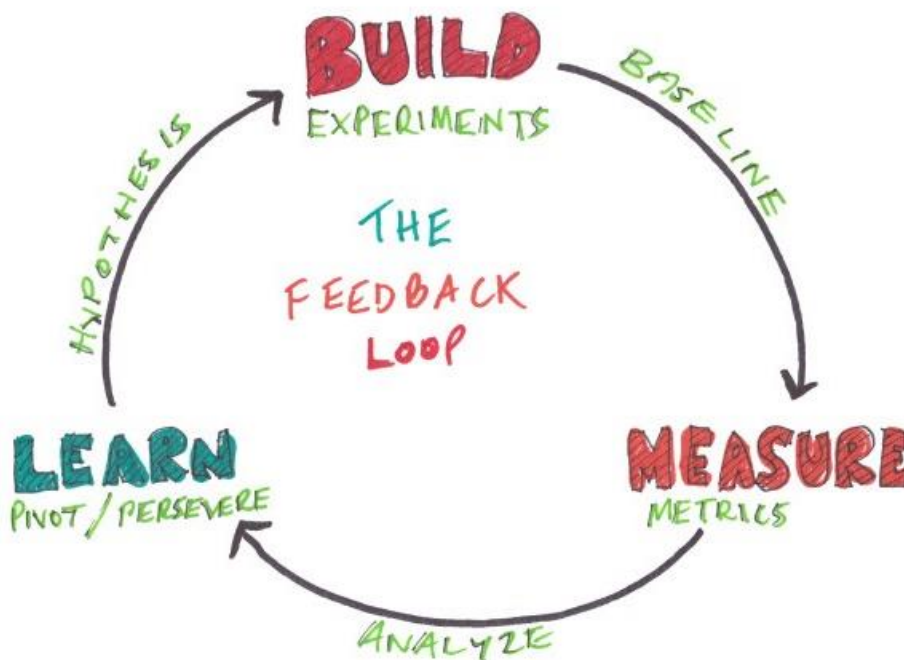 BUILD
EXPERIMENTS
BASELINE
HYPOTHESIS
THE
FEEDBACK
LOOP
LEARN
PIVOT / PERSEVERE
MEASURE
METRICS
ANALYZE